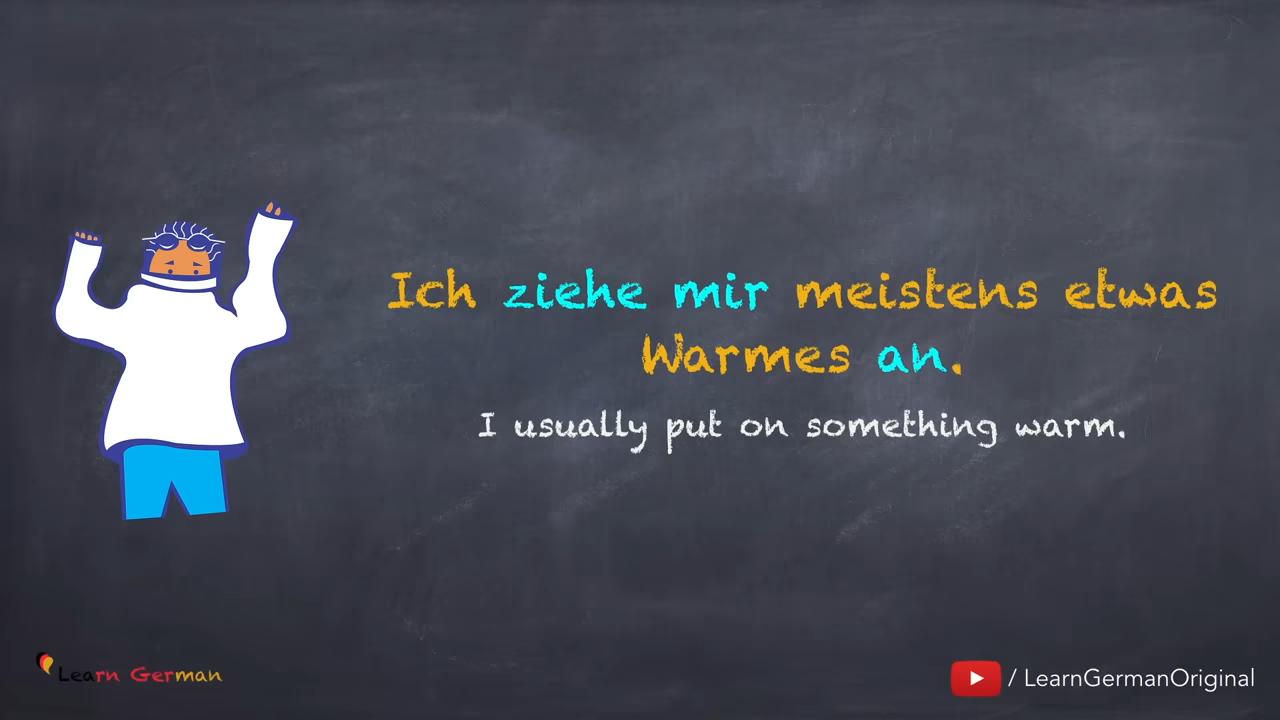 Ich ziehe mir meistens etwas
Warmes an.
I usually put on something warm.
Learn German
/ LearnGermanOriginal